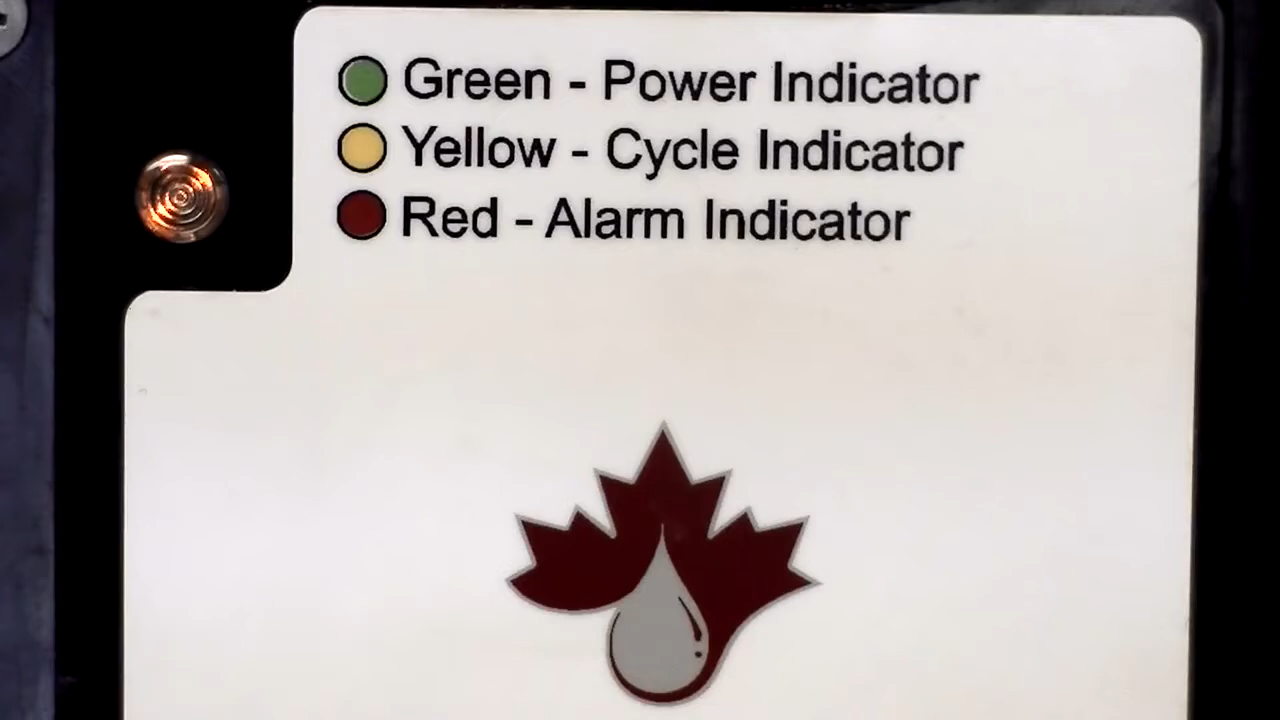 Green - Power Indicator
Yellow - Cycle Indicator
Red - Alarm Indicator